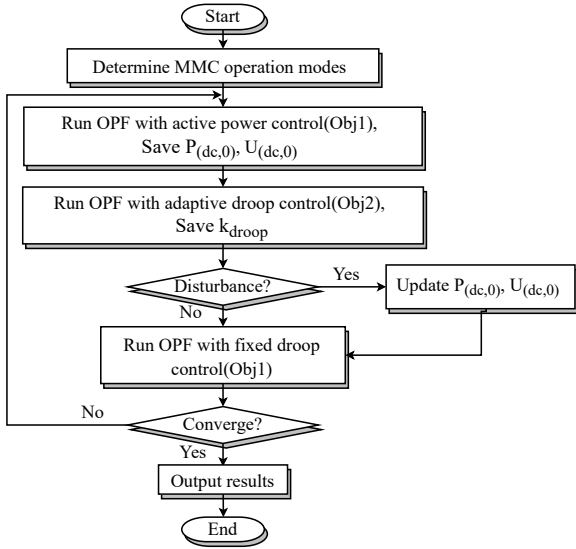 Start
Determine MMC operation modes
Run OPF with active power control(Obj1),
Save P(dc,0), U(dc,0)
Run OPF with adaptive droop control(Obj2),
Save kdroop
Disturbance?
Yes
Update P(dc,0), U(dc,0)
No
Run OPF with fixed droop
control(Obj1)
No
Converge?
Yes
Output results
End